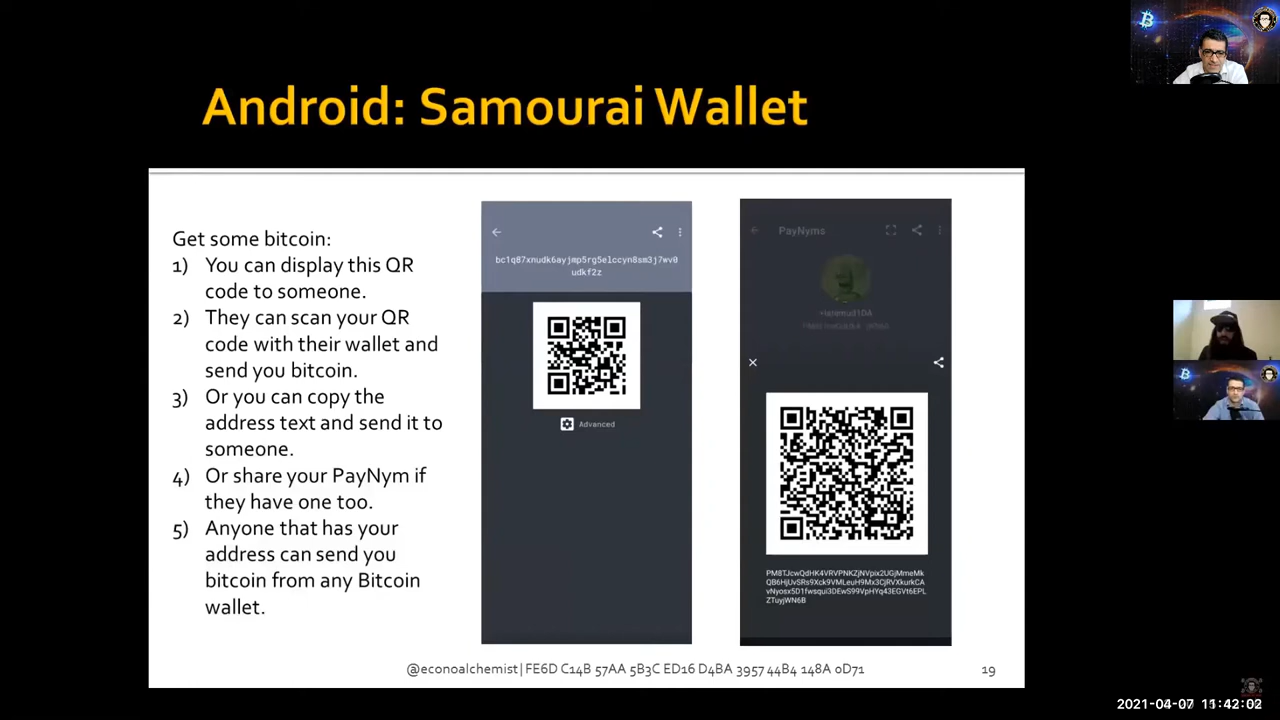 Android: Samourai Wallet
Get some bitcoin:
1) You can display this QR
code to someone.
2) They can scan your QR
code with their wallet and
send you bitcoin.
3) Or you can copy the
address text and send it to
someone.
4) Or share your PayNym if
they have one too.
5) Anyone that has your
address can send you
bitcoin from any Bitcoin
wallet.
bc1q87xnudk6ayjmp5rg5elccyn8sm3j7wv0
udkf2z
Advanced
PayNyms
@econoalchemist | FE6D C14B 57AA 5B3C ED16 D4BA 3957 44B4 148A 0D71
19
2021-04-07 11:42:02